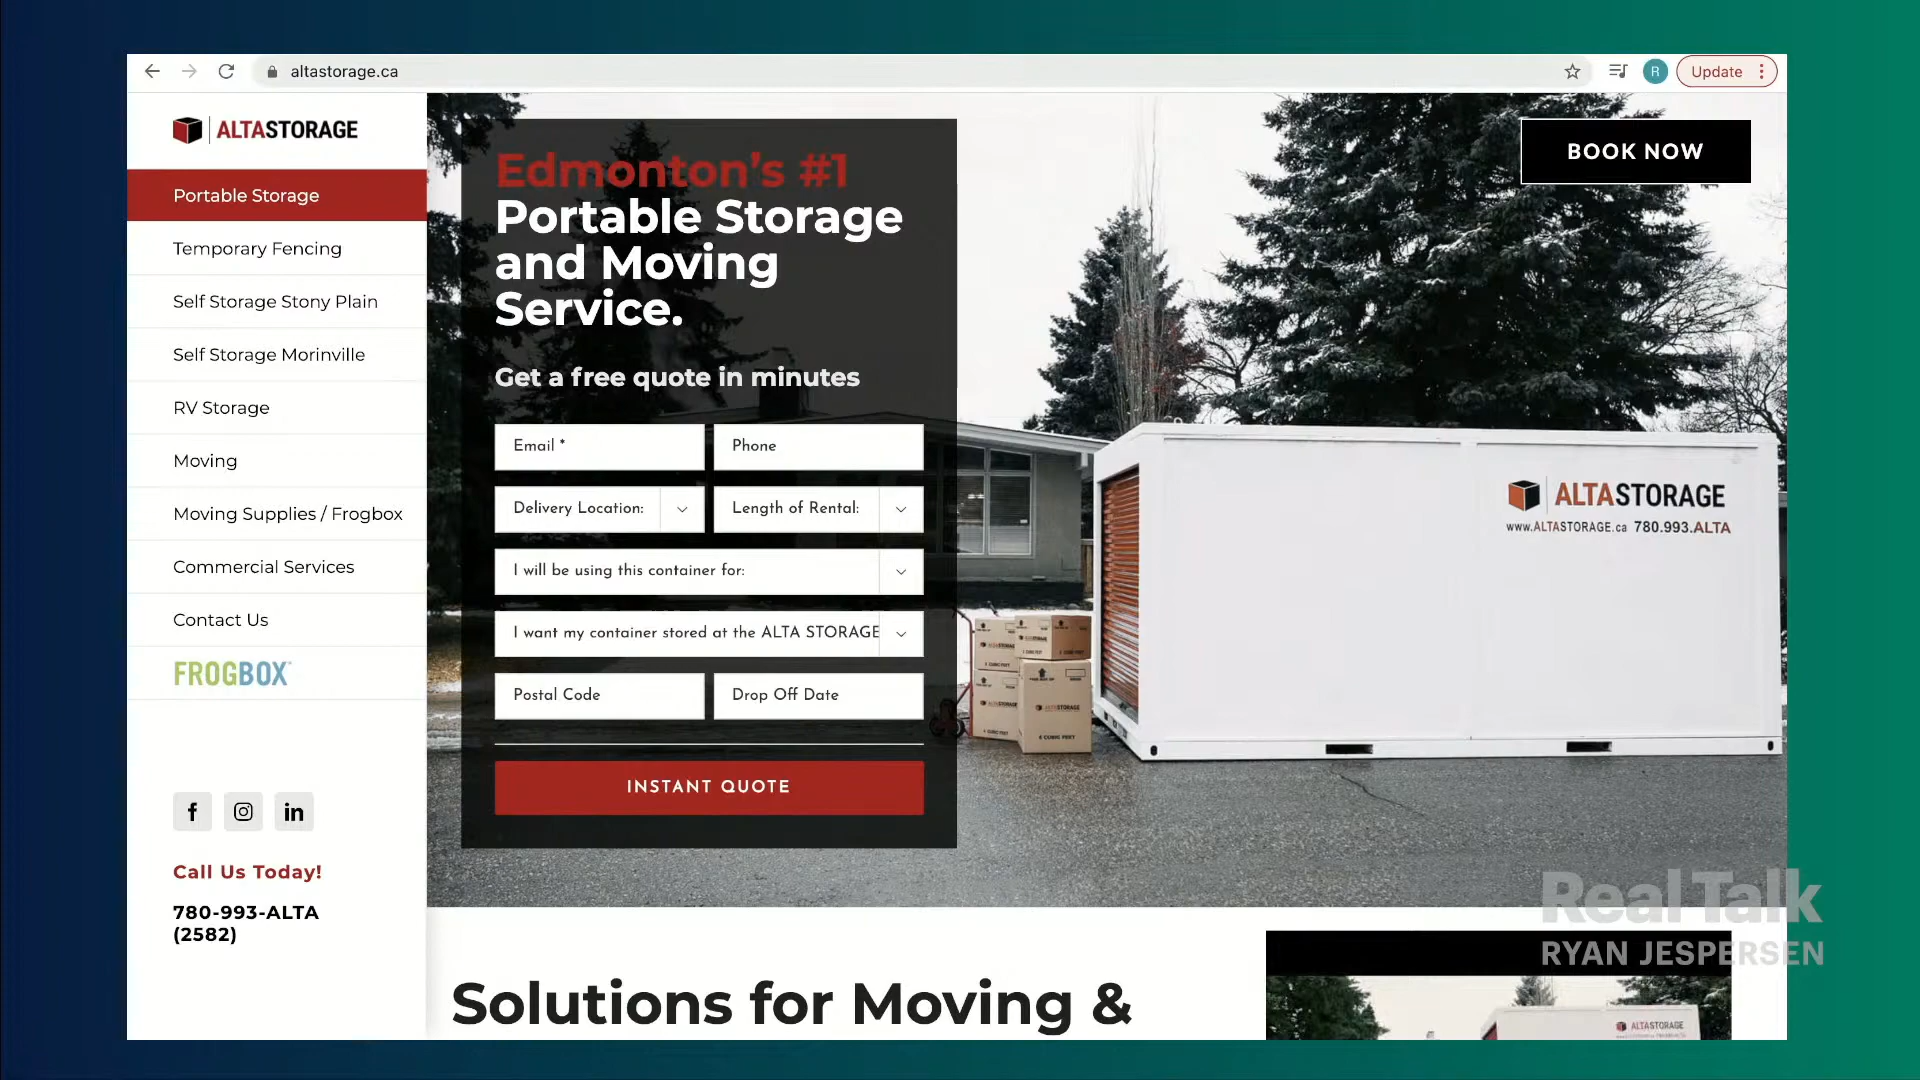 altastorage.ca
R
Update
ALTASTORAGE
Portable Storage
Temporary Fencing
Self Storage Stony Plain
Self Storage Morinville
RV Storage
Moving
Moving Supplies / Frogbox
Commercial Services
Contact Us
FROGBOX
f
in
Call Us Today!
780-993-ALTA
(2582)
BOOK NOW
Edmonton's #1
Portable Storage
and Moving
Service.
Get a free quote in minutes
Email *
Phone
Delivery Location:
Length of Rental:
I will be using this container for:
I want my container stored at the ALTA STORAGE
Postal Code
Drop Off Date
INSTANT QUOTE
ALTASTORAGE
www.ALTASTORAGE.ca 780.993.ALTA
Solutions for Moving &
ALTASTORAGE
Real Talk
RYAN JESPERSEN